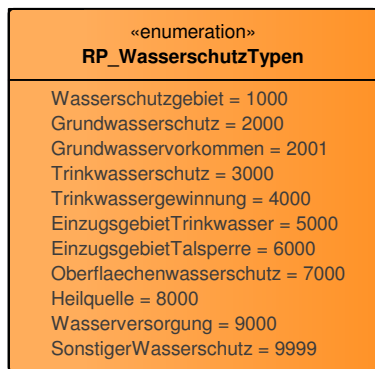 «enumeration»
RP_WasserschutzTypen
Wasserschutzgebiet = 1000
Grundwasserschutz = 2000
Grundwasservorkommen = 2001
Trinkwasserschutz = 3000
Trinkwassergewinnung = 4000
EinzugsgebietTrinkwasser = 5000
EinzugsgebietTalsperre = 6000
Oberflaechenwasserschutz = 7000
Heilquelle = 8000
Wasserversorgung = 9000
SonstigerWasserschutz = 9999